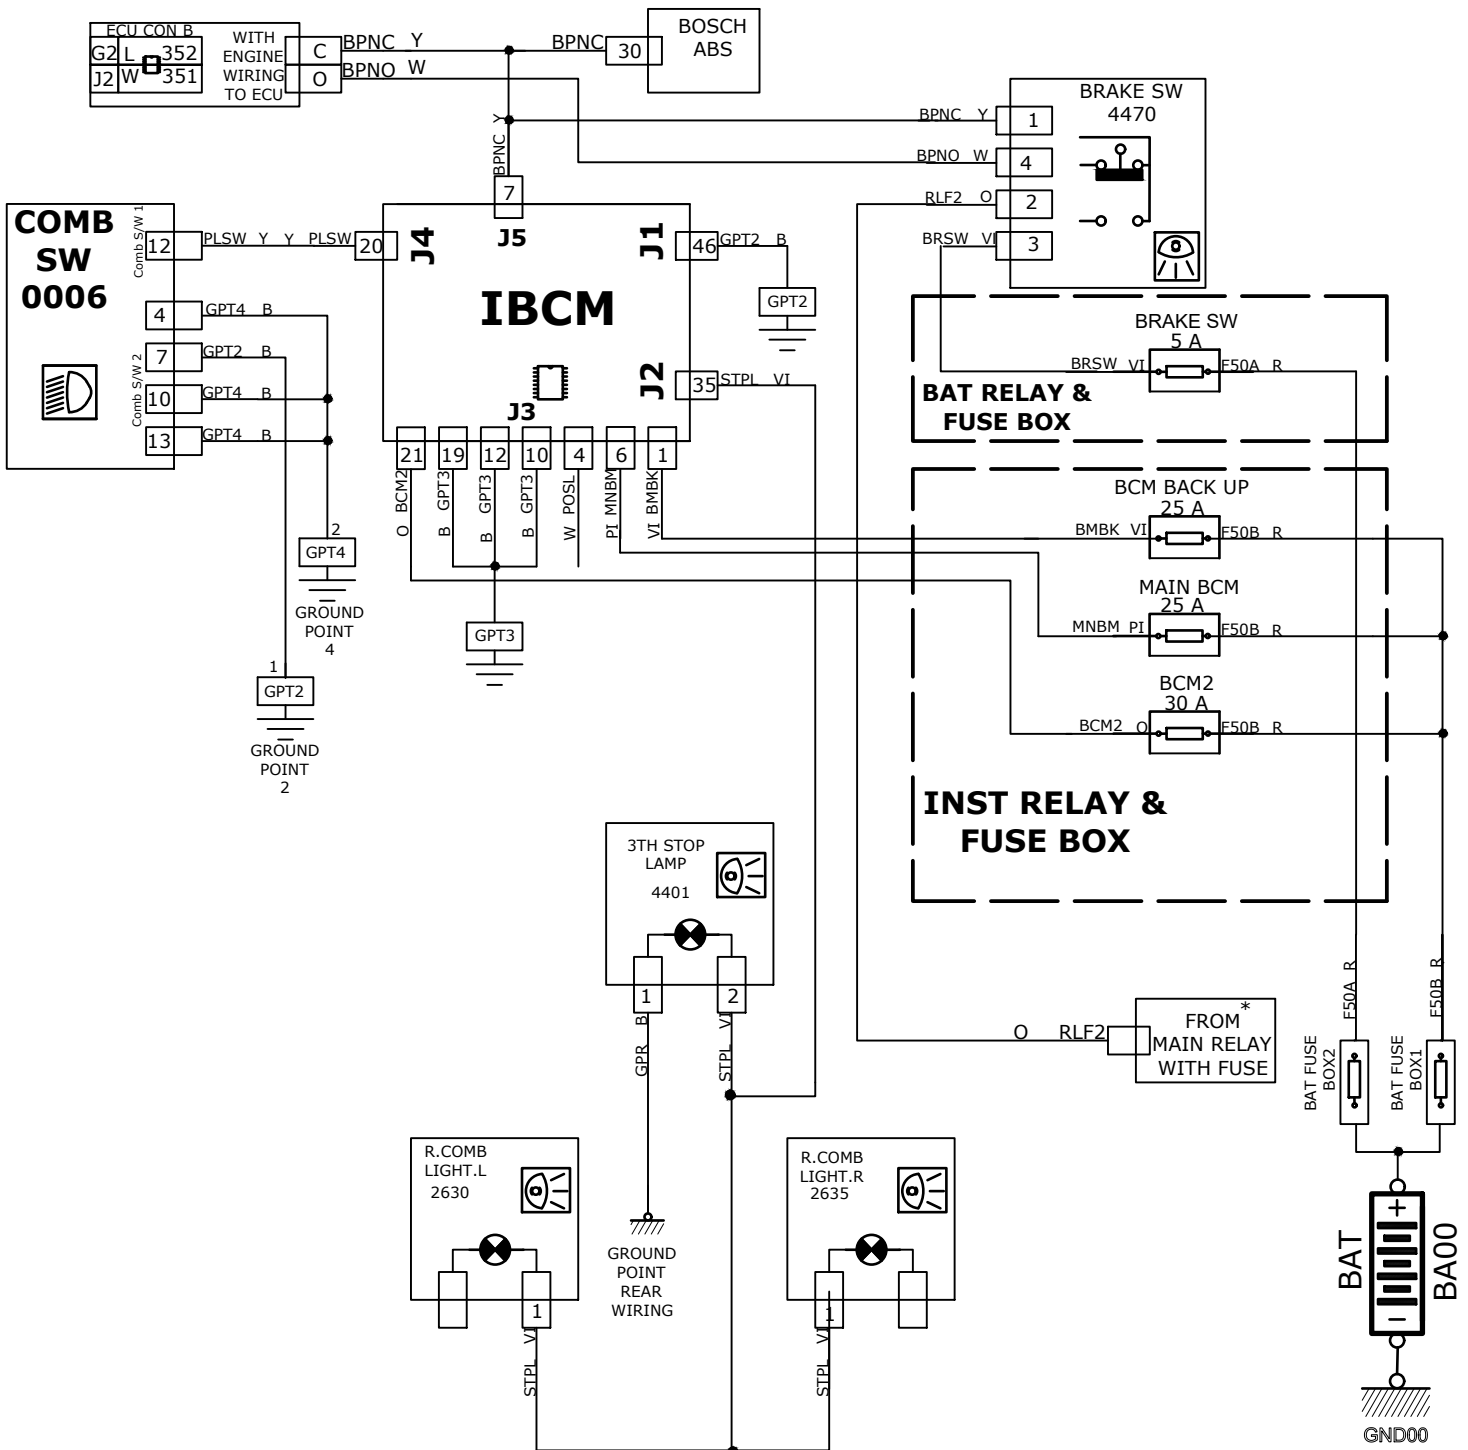 ECU CON B
G2 L 352
J2 W 351
WITH
ENGINE
WIRING
TO ECU
C BPNC Y
O BPNO W
BPNC 30
BOSCH
ABS
BPNC Y
BRAKE SW
4470
BPNC Y 1
BPNO W 4
RLF2 O 2
BRSW VI 3
COMB
SW
0006
Comb S/W 1
12 PLSW Y Y PLSW 20
4 GPT4 B
Comb S/W 2
7 GPT2 B
10 GPT4 B
13 GPT4 B
7
J5
J4
J1
IBCM
J2
J3
46 GPT2 B
GPT2
35 STPL VI
21 19 12 10 4 6 1
O BCM2
B GPT3
B GPT3
B GPT3
W POSL
PI MNBM
VI BMBK
GPT3
2
GPT4
GROUND
POINT
4
1
GPT2
GROUND
POINT
2
BRAKE SW
5 A
BRSW VI F50A R
BAT RELAY &
FUSE BOX
BCM BACK UP
25 A
BMBK VI F50B R
MAIN BCM
25 A
MNBM PI F50B R
BCM2
30 A
BCM2 O F50B R
INST RELAY &
FUSE BOX
3TH STOP
LAMP
4401
1 2
GPR B
STPL VI
O RLF2
*
FROM
MAIN RELAY
WITH FUSE
F50A R
F50B R
BAT FUSE
BOX2
BAT FUSE
BOX1
R.COMB
LIGHT.L
2630
1
STPL VI
GROUND
POINT
REAR
WIRING
R.COMB
LIGHT.R
2635
1
STPL VI
BAT
+
−
BA00
GND00